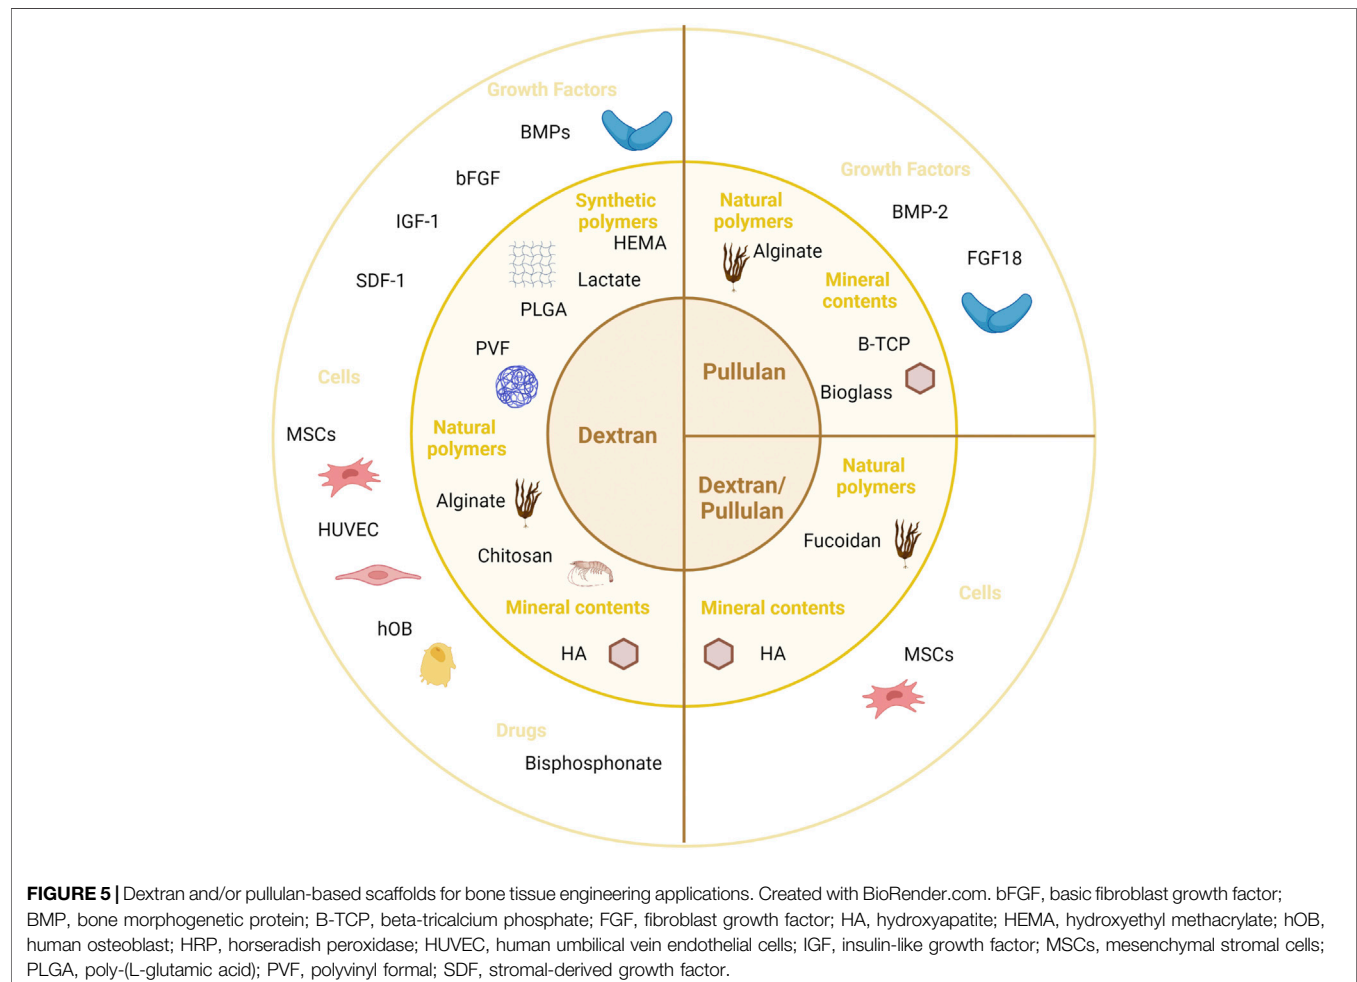 Growth Factors
BMPs
bFGF
IGF-1
SDF-1
Cells
MSCs
HUVEC
hOB
Drugs
Bisphosphonate
Synthetic
polymers
HEMA
Lactate
PLGA
PVF
Natural
polymers
Alginate
Chitosan
Mineral contents
HA
Dextran
Growth Factors
BMP-2
FGF18
Natural
polymers
Alginate
Mineral
contents
B-TCP
Bioglass
Pullulan
Dextran/
Pullulan
Natural
polymers
Fucoidan
Mineral contents
HA
Cells
MSCs
FIGURE 5 | Dextran and/or pullulan-based scaffolds for bone tissue engineering applications. Created with BioRender.com. bFGF, basic fibroblast growth factor;
BMP, bone morphogenetic protein; B-TCP, beta-tricalcium phosphate; FGF, fibroblast growth factor; HA, hydroxyapatite; HEMA, hydroxyethyl methacrylate; hOB,
human osteoblast; HRP, horseradish peroxidase; HUVEC, human umbilical vein endothelial cells; IGF, insulin-like growth factor; MSCs, mesenchymal stromal cells;
PLGA, poly-(L-glutamic acid); PVF, polyvinyl formal; SDF, stromal-derived growth factor.